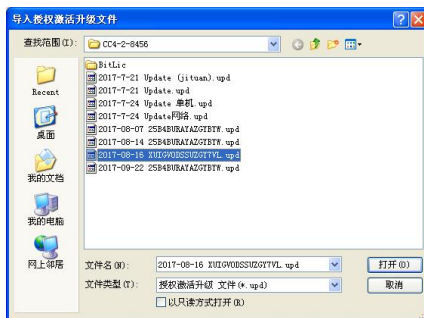 导入授权激活升级文件
查找范围(I):
CC4-2-8456
BitLic
2017-7-21 Update (jituan).upd
2017-7-21 Update.upd
2017-7-24 Update 单机.upd
2017-7-24 Update网络.upd
2017-08-07 25B4BURAYAZGYBTW.upd
2017-08-14 25B4BURAYAZGYBTW.upd
2017-08-16 XUIGVODSSUZGY7VL.upd
2017-09-22 25B4BURAYAZGYBTW.upd
Recent
桌面
我的文档
我的电脑
网上邻居
文件名(N):
2017-08-16 XUIGVODSSUZGY7VL.upd
打开(O)
文件类型(T):
授权激活升级 文件(*.upd)
取消
以只读方式打开(R)